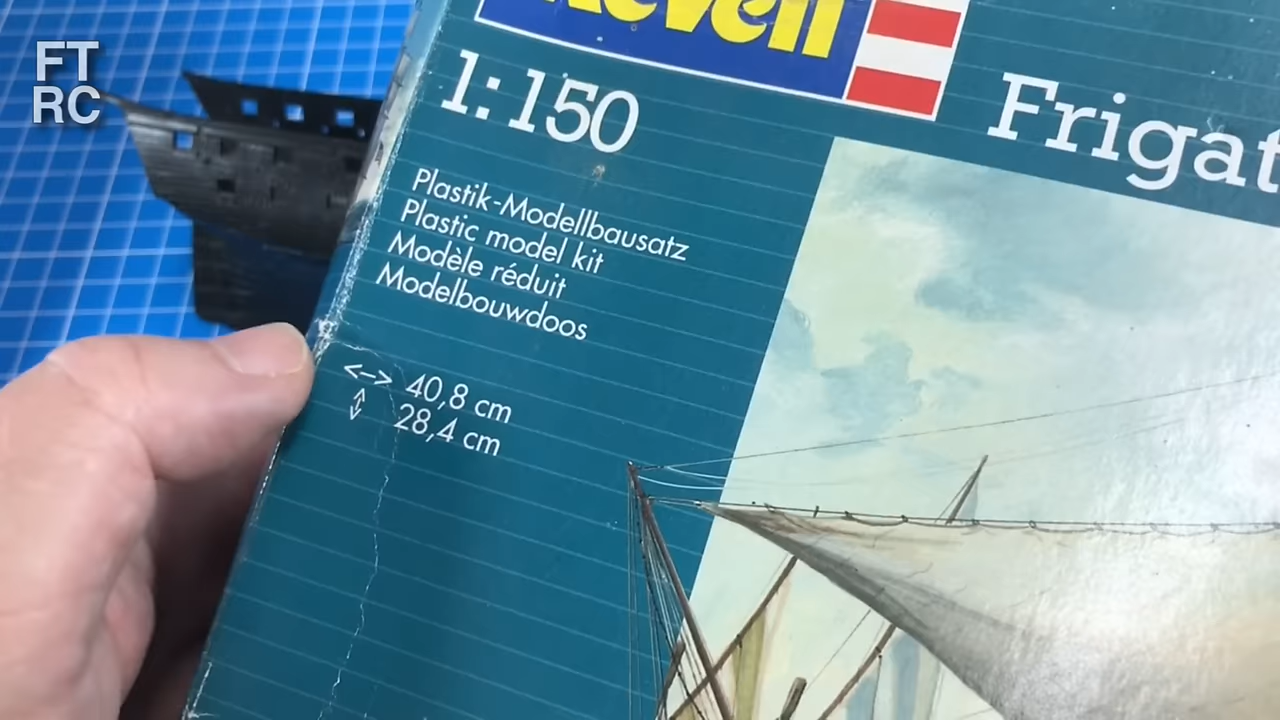 FT
RC
Revell
1:150
Frigat
Plastik-Modellbausatz
Plastic model kit
Modèle réduit
Modelbouwdoos
<--> 40,8 cm
↕ 28,4 cm